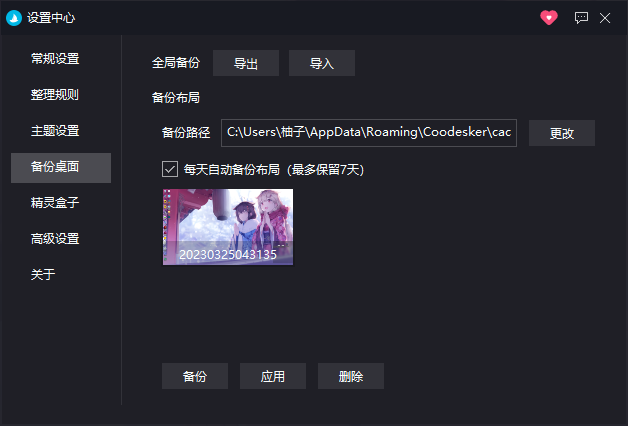 设置中心
常规设置
整理规则
主题设置
备份桌面
精灵盒子
高级设置
关于
全局备份 导出 导入
备份布局
备份路径 C:\Users\柚子\AppData\Roaming\Coodesker\cac 更改
每天自动备份布局（最多保留7天）
20230325043135
备份 应用 删除